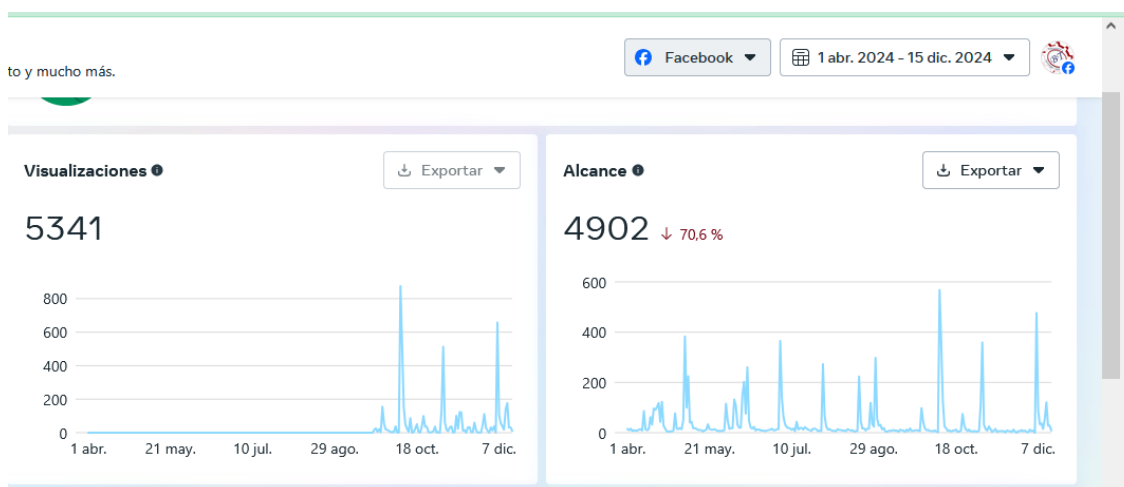 Facebook
1 abr. 2024 - 15 dic. 2024
to y mucho más.
Visualizaciones
Exportar
5341
800
600
400
200
0
1 abr. 21 may. 10 jul. 29 ago. 18 oct. 7 dic.
Alcance
Exportar
4902 ↓ 70,6 %
600
400
200
0
1 abr. 21 may. 10 jul. 29 ago. 18 oct. 7 dic.